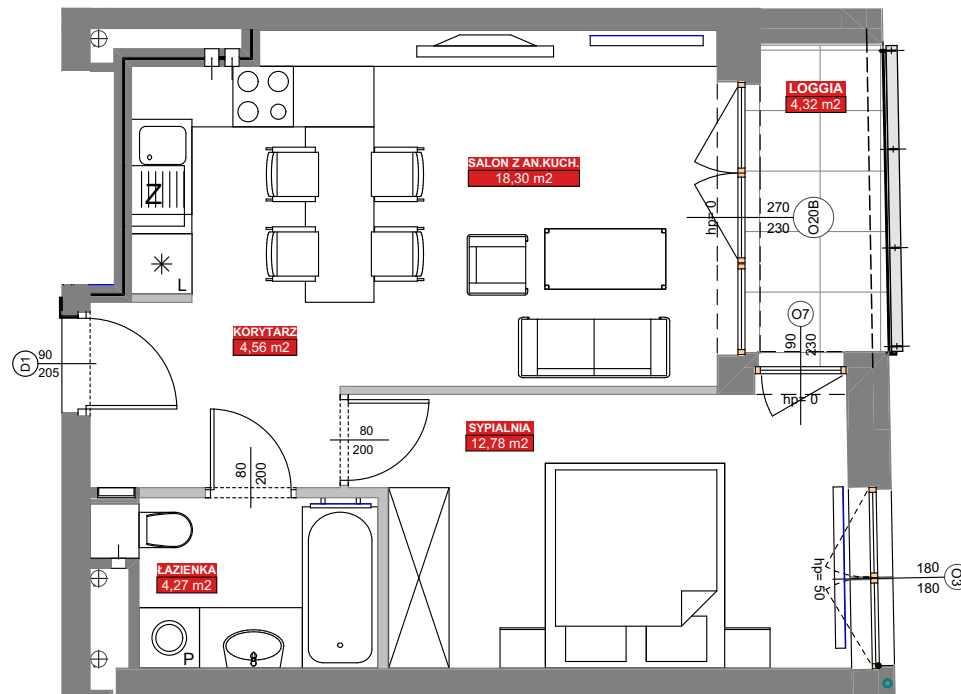 LOGGIA
4,32 m2
SALON Z AN.KUCH.
18,30 m2
270
230
O20B
hp= 0
Z
L
KORYTARZ
4,56 m2
D1
90
205
O7
90
230
hp= 0
SYPIALNIA
12,78 m2
80
200
80
200
ŁAZIENKA
4,27 m2
P
hp= 50
180
180
O3